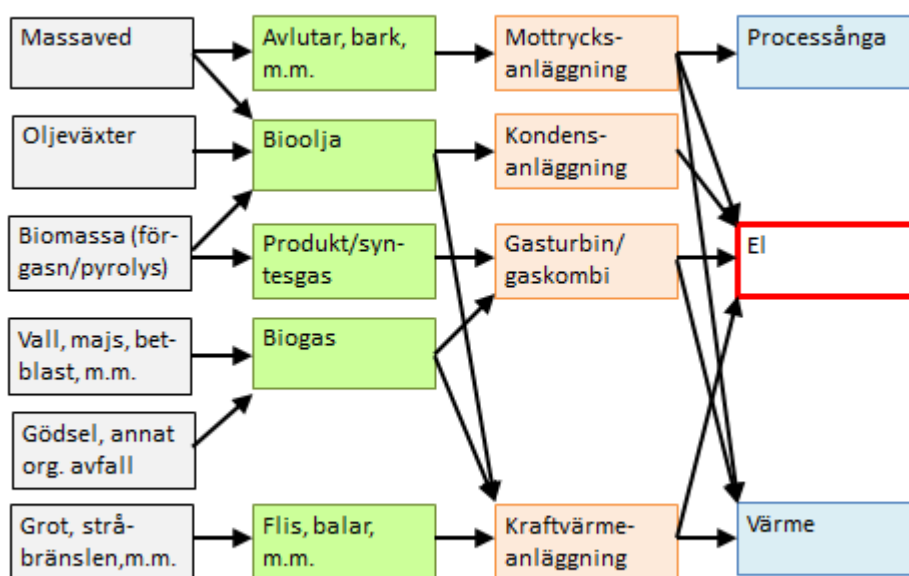 Massaved
Avlutar, bark,
m.m.
Mottrycks-
anläggning
Processånga
Oljeväxter
Bioolja
Kondens-
anläggning
Biomassa (för-
gasn/pyrolys)
Produkt/syn-
tesgas
Gasturbin/
gaskombi
El
Vall, majs, bet-
blast, m.m.
Biogas
Gödsel, annat
org. avfall
Grot, strå-
bränslen,m.m.
Flis, balar,
m.m.
Kraftvärme-
anläggning
Värme